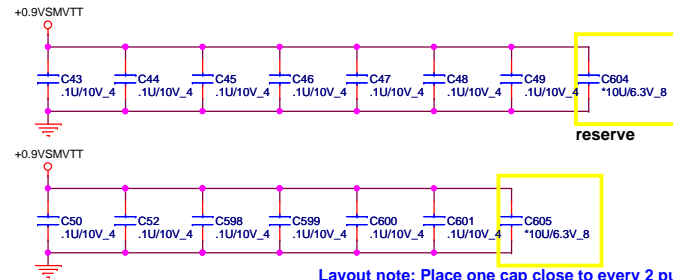 +0.9VSMVTT
C43 C44 C45 C46 C47 C48 C49 C604
.1U/10V_4 .1U/10V_4 .1U/10V_4 .1U/10V_4 .1U/10V_4 .1U/10V_4 .1U/10V_4 *10U/6.3V_8
reserve
+0.9VSMVTT
C50 C52 C598 C599 C600 C601 C605
.1U/10V_4 .1U/10V_4 .1U/10V_4 .1U/10V_4 .1U/10V_4 .1U/10V_4 *10U/6.3V_8
Layout note: Place one cap close to every 2 pu